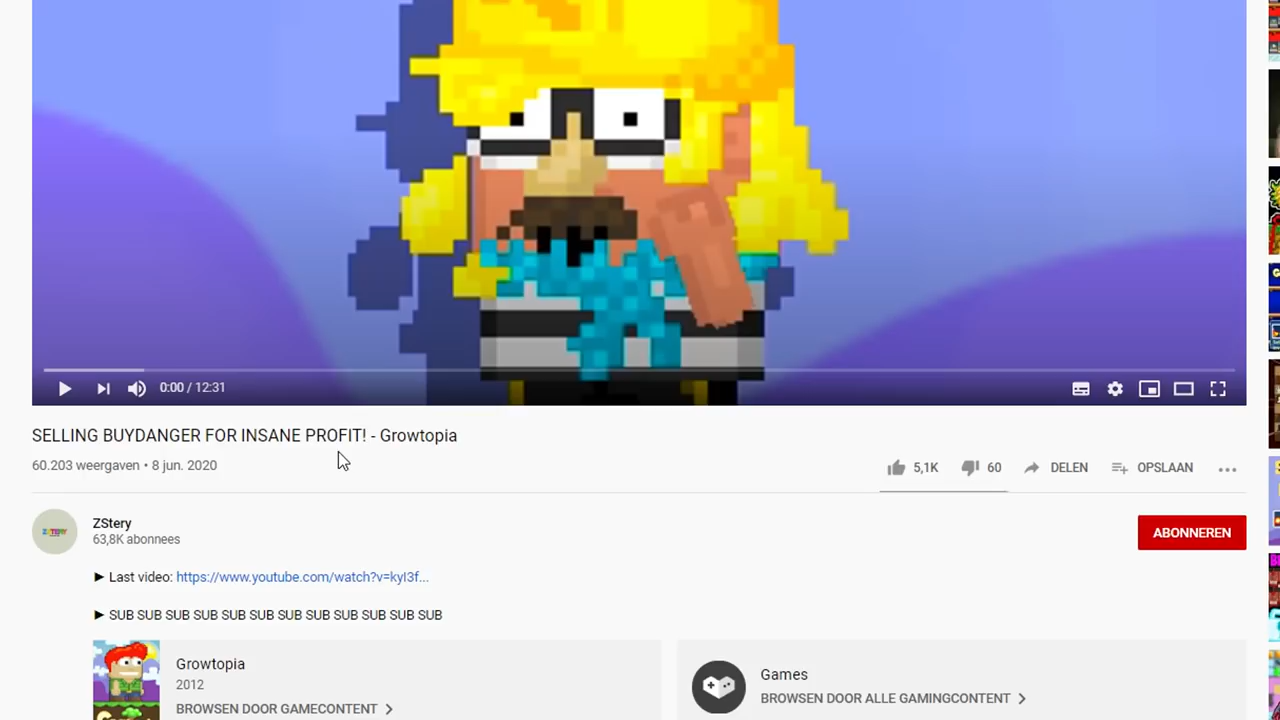 0:00 / 12:31
SELLING BUYDANGER FOR INSANE PROFIT! - Growtopia
60.203 weergaven • 8 jun. 2020
5,1K
60
DELEN
OPSLAAN
ZStery
63,8K abonnees
ABONNEREN
► Last video: https://www.youtube.com/watch?v=kyI3f...
► SUB SUB SUB SUB SUB SUB SUB SUB SUB SUB SUB SUB
Growtopia
2012
BROWSEN DOOR GAMECONTENT
Games
BROWSEN DOOR ALLE GAMINGCONTENT